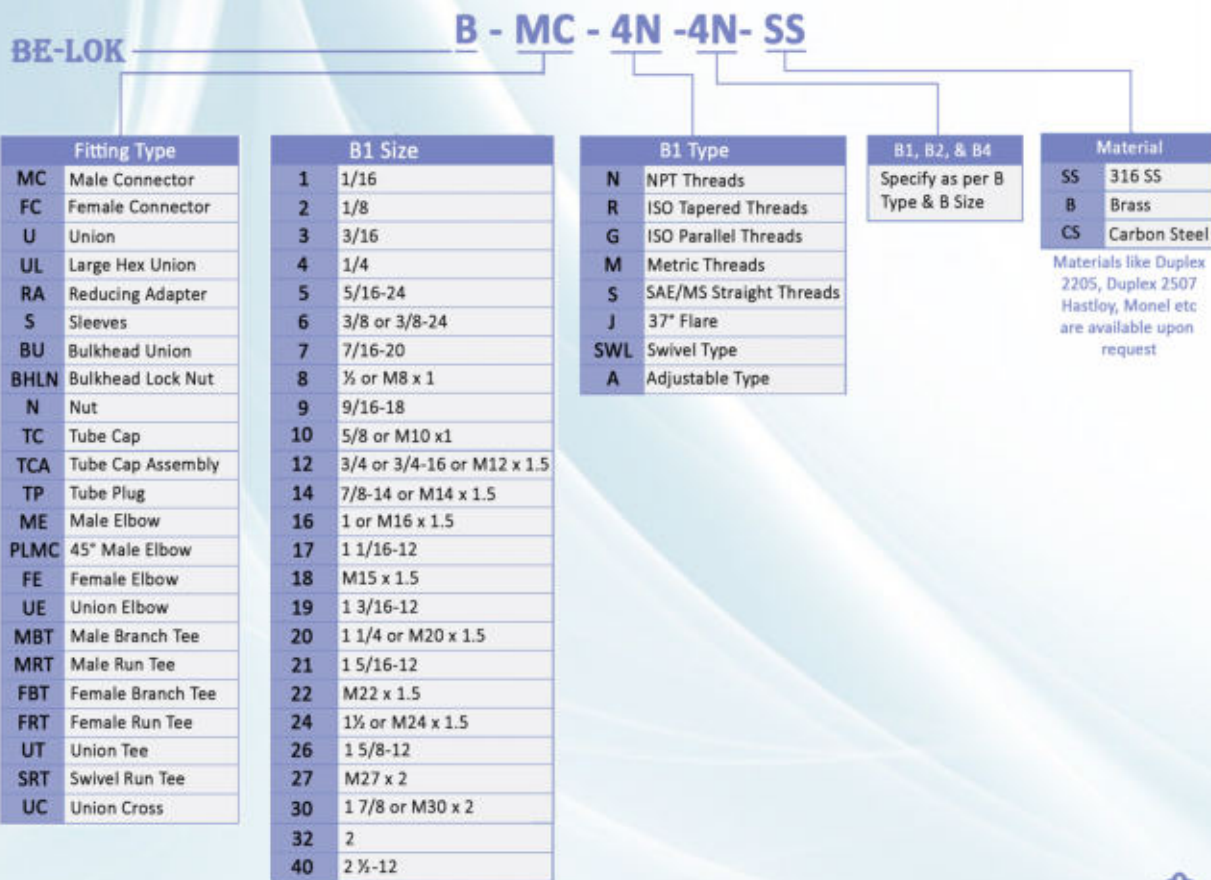 BE-LOK
B - MC - 4N -4N- SS
Fitting Type
MC Male Connector
FC Female Connector
U Union
UL Large Hex Union
RA Reducing Adapter
S Sleeves
BU Bulkhead Union
BHLN Bulkhead Lock Nut
N Nut
TC Tube Cap
TCA Tube Cap Assembly
TP Tube Plug
ME Male Elbow
PLMC 45° Male Elbow
FE Female Elbow
UE Union Elbow
MBT Male Branch Tee
MRT Male Run Tee
FBT Female Branch Tee
FRT Female Run Tee
UT Union Tee
SRT Swivel Run Tee
UC Union Cross
B1 Size
1 1/16
2 1/8
3 3/16
4 1/4
5 5/16-24
6 3/8 or 3/8-24
7 7/16-20
8 ½ or M8 x 1
9 9/16-18
10 5/8 or M10 x1
12 3/4 or 3/4-16 or M12 x 1.5
14 7/8-14 or M14 x 1.5
16 1 or M16 x 1.5
17 1 1/16-12
18 M15 x 1.5
19 1 3/16-12
20 1 1/4 or M20 x 1.5
21 1 5/16-12
22 M22 x 1.5
24 1½ or M24 x 1.5
26 1 5/8-12
27 M27 x 2
30 1 7/8 or M30 x 2
32 2
40 2 ½-12
B1 Type
N NPT Threads
R ISO Tapered Threads
G ISO Parallel Threads
M Metric Threads
S SAE/MS Straight Threads
J 37° Flare
SWL Swivel Type
A Adjustable Type
B1, B2, & B4
Specify as per B
Type & B Size
Material
SS 316 SS
B Brass
CS Carbon Steel
Materials like Duplex
2205, Duplex 2507
Hastloy, Monel etc
are available upon
request